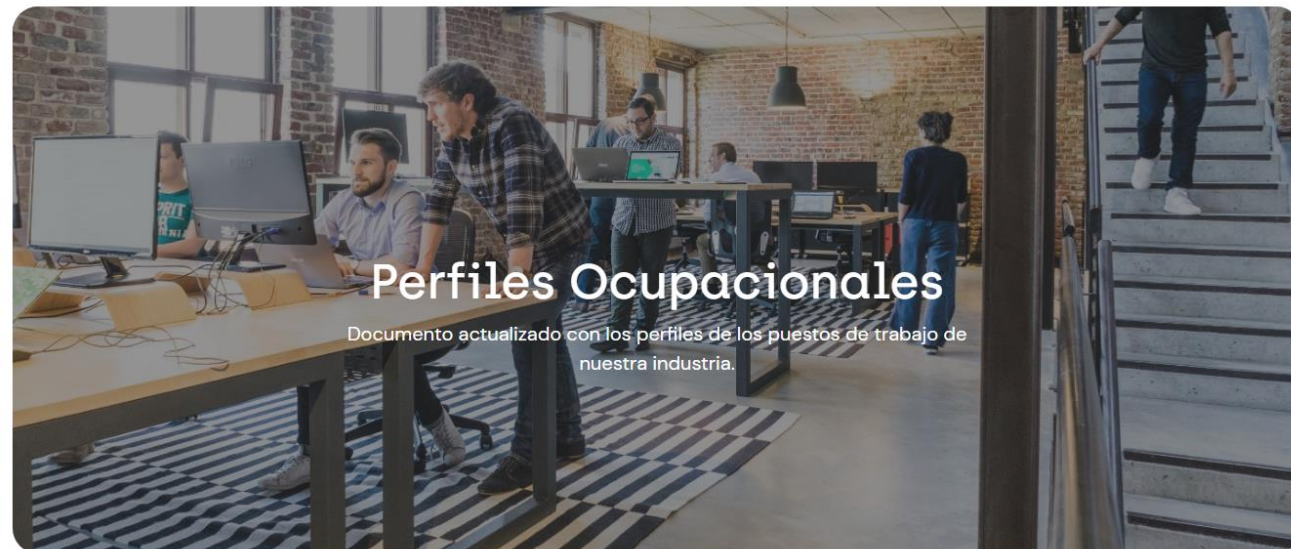 Perfiles Ocupacionales
Documento actualizado con los perfiles de los puestos de trabajo de
nuestra industria.